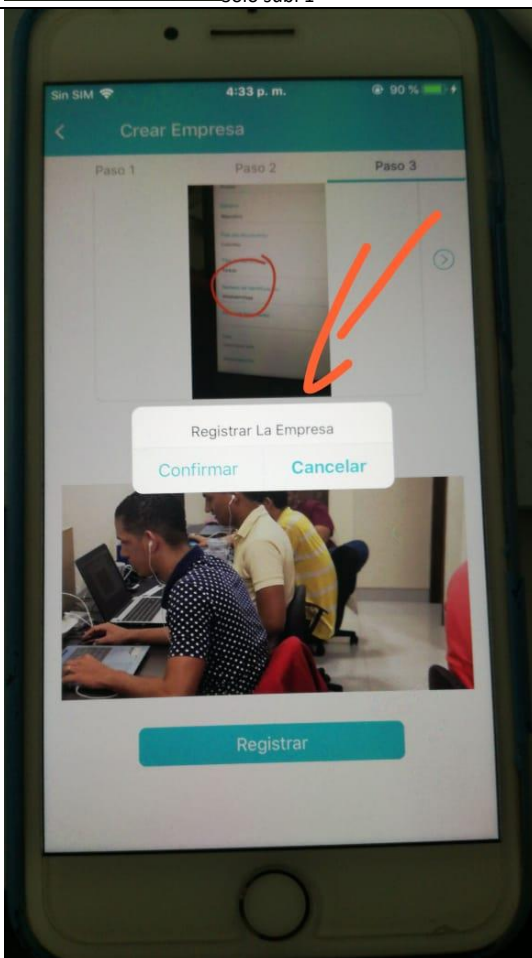 Sin SIM 4:33 p. m. 90 %
Crear Empresa
Paso 1 Paso 2 Paso 3
Registrar La Empresa
Confirmar Cancelar
Registrar